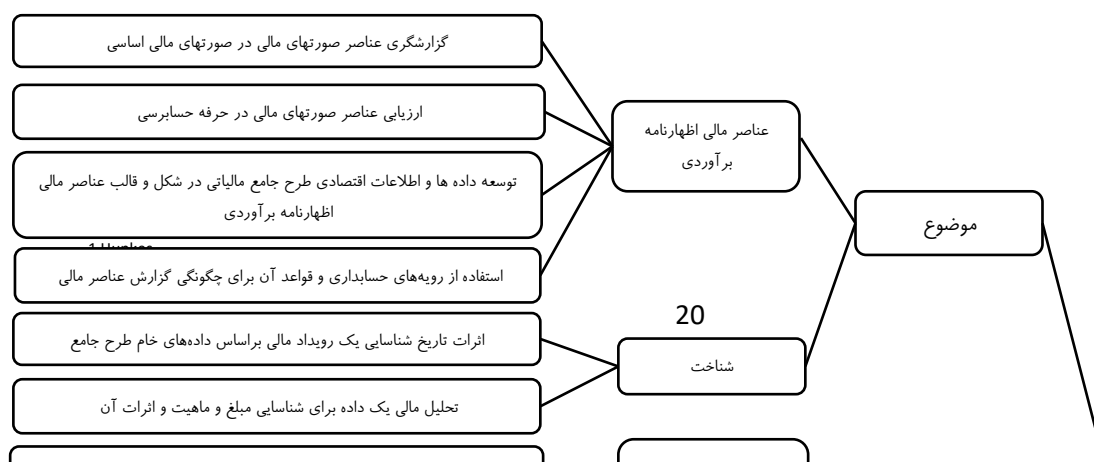 گزارشگری عناصر صورتهای مالی در صورتهای مالی اساسی
ارزیابی عناصر صورتهای مالی در حرفه حسابرسی
عناصر مالی اظهارنامه
برآوردی
توسعه داده ها و اطلاعات اقتصادی طرح جامع مالیاتی در شکل و قالب عناصر مالی
اظهارنامه برآوردی
موضوع
استفاده از رویه‌های حسابداری و قواعد آن برای چگونگی گزارش عناصر مالی
20
اثرات تاریخ شناسایی یک رویداد مالی براساس داده‌های خام طرح جامع
شناخت
تحلیل مالی یک داده برای شناسایی مبلغ و ماهیت و اثرات آن